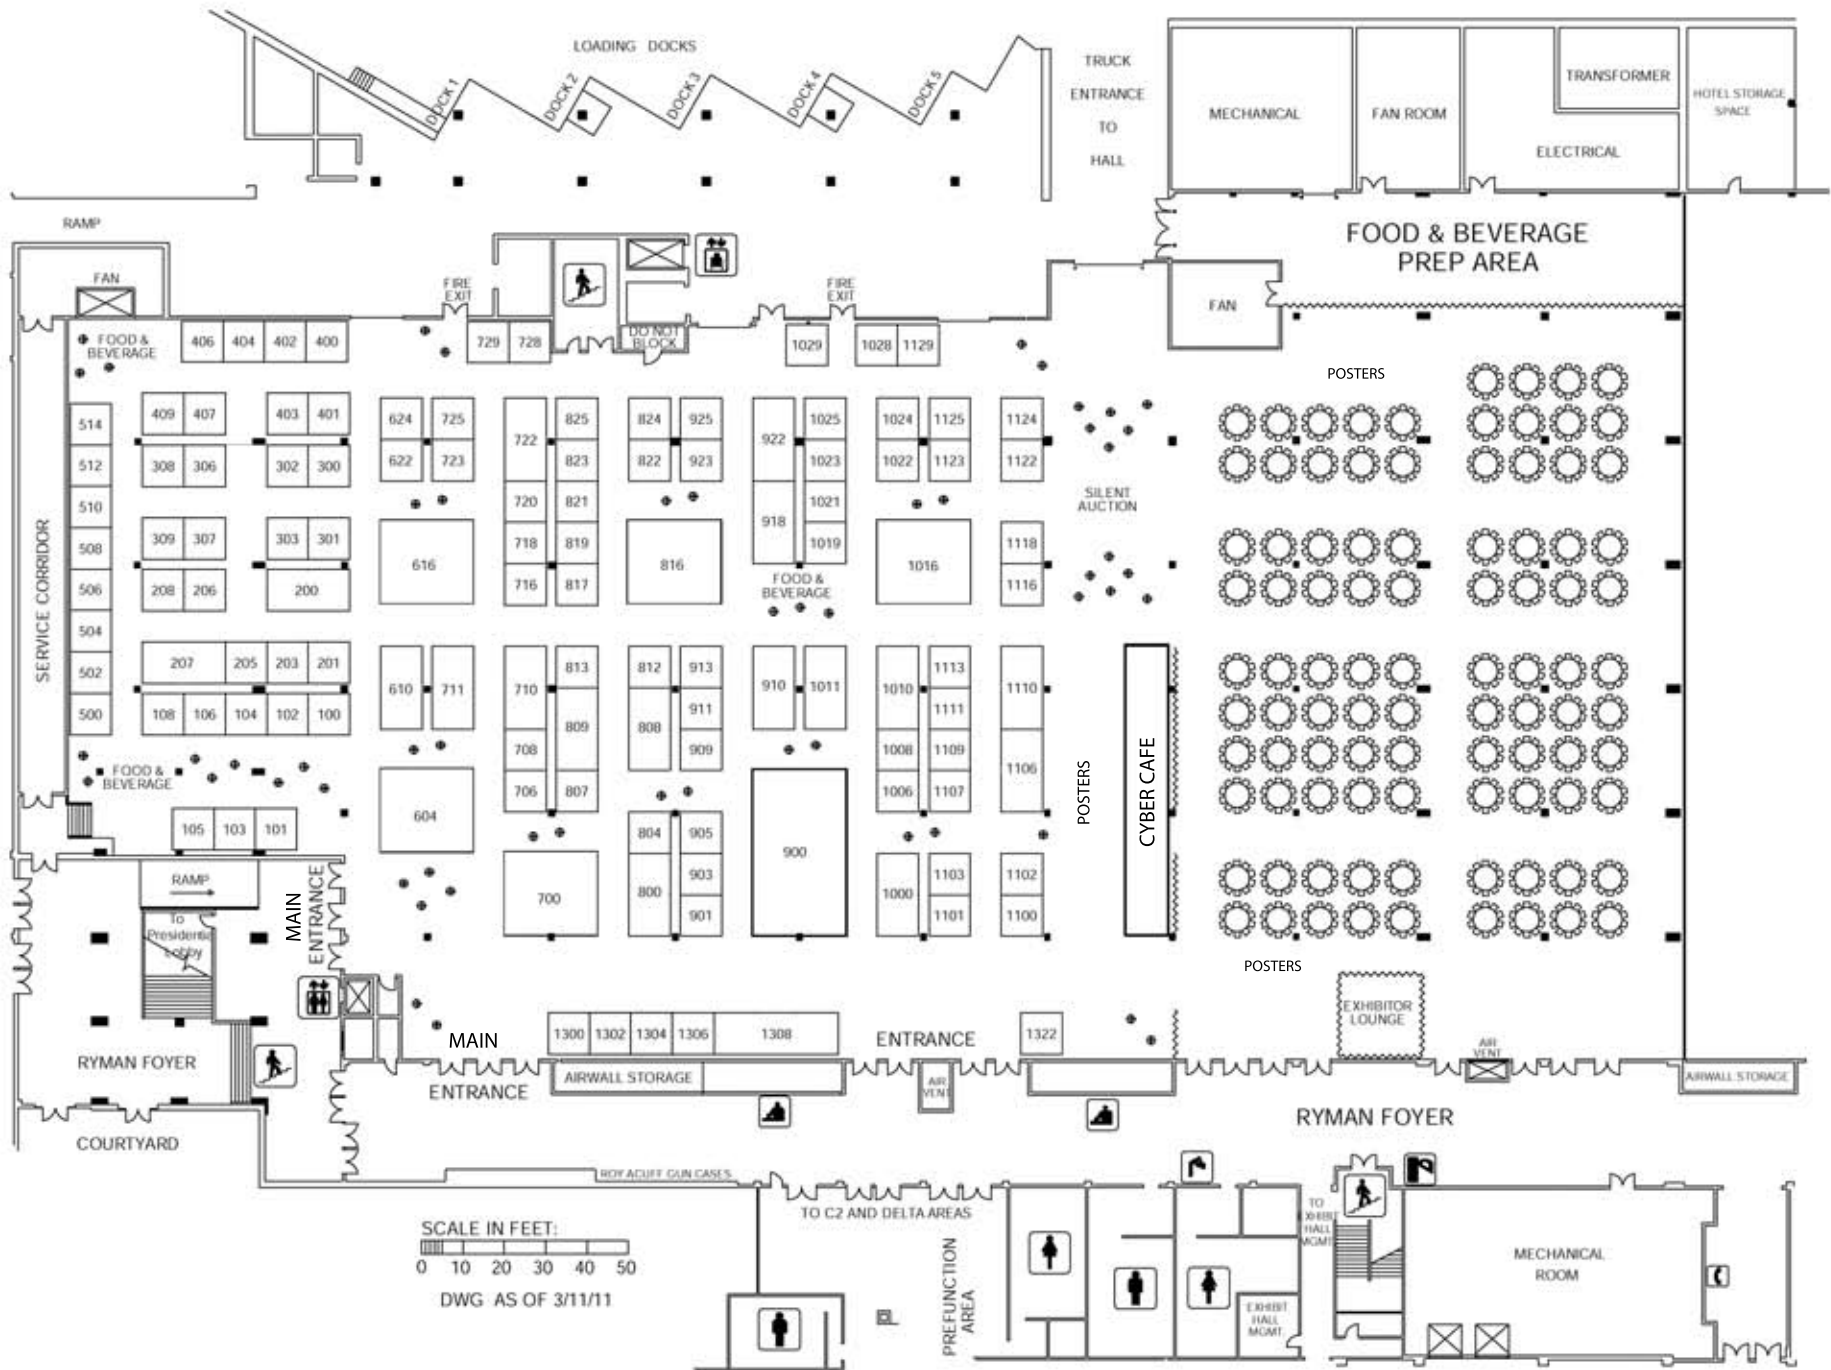 LOADING DOCKS
DOCK 1
DOCK 2
DOCK 3
DOCK 4
DOCK 5
TRUCK
ENTRANCE
TO
HALL
MECHANICAL
FAN ROOM
TRANSFORMER
ELECTRICAL
HOTEL STORAGE
SPACE
RAMP
FAN
FOOD & BEVERAGE
PREP AREA
FIRE
EXIT
FIRE
EXIT
FAN
FOOD &
BEVERAGE
406 404 402 400
729 728
DO NOT
BLOCK
1029
1028 1129
POSTERS
SERVICE CORRIDOR
514
512
510
508
506
504
502
500
409 407
403 401
308 306
302 300
309 307
303 301
208 206
200
207 205 203 201
108 106 104 102 100
624 725
622 723
616
610 711
604
722
720
718
716
825
823
821
819
817
710
708
706
813
809
807
700
824 925
822 923
816
812 913
808
911
909
804 905
800
903
901
922
918
1025
1023
1021
1019
FOOD &
BEVERAGE
910 1011
900
1024 1125
1022 1123
1016
1010
1113
1111
1008 1109
1006 1107
1000
1103
1101
1124
1122
1118
1116
1110
1106
1102
1100
SILENT
AUCTION
POSTERS
CYBER CAFE
FOOD &
BEVERAGE
105 103 101
RAMP
To
Presidential
Lobby
MAIN
ENTRANCE
POSTERS
EXHIBITOR
LOUNGE
1300 1302 1304 1306 1308
1322
MAIN
ENTRANCE
ENTRANCE
RYMAN FOYER
AIRWALL STORAGE
AIR
VENT
AIR
VENT
AIRWALL STORAGE
RYMAN FOYER
COURTYARD
ROY ACUFF GUN CASES
TO C2 AND DELTA AREAS
SCALE IN FEET:
0 10 20 30 40 50
DWG AS OF 3/11/11
PREFUNCTION
AREA
EXHIBIT
HALL
MGMT.
TO
EXHIBIT
HALL
MGMT
MECHANICAL
ROOM